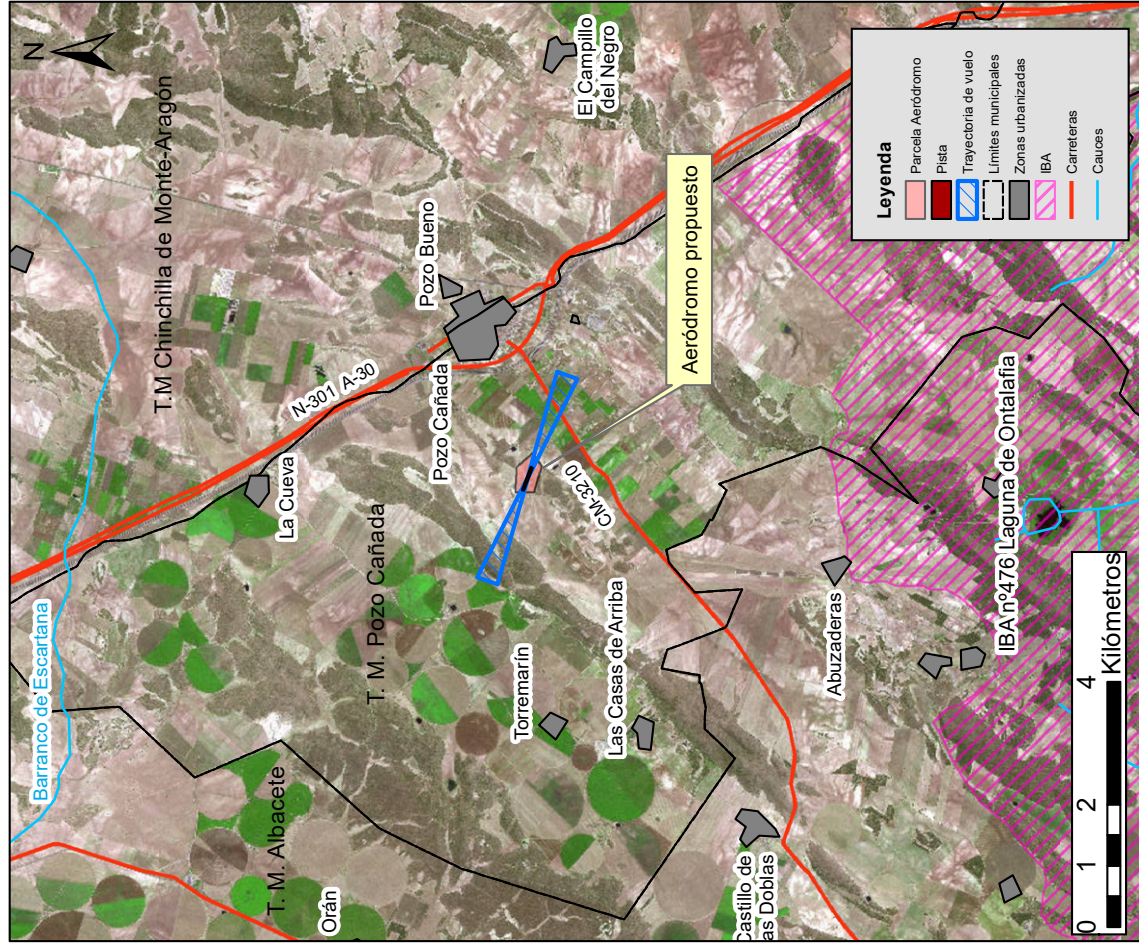 N
Barranco de Escartana
T.M Chinchilla de Monte-Aragón
El Campillo
del Negro
Pozo Bueno
N-301 A-30
La Cueva
Pozo Cañada
T. M. Pozo Cañada
T. M. Albacete
Orán
Torremarín
Las Casas de Arriba
CM-3210
Aeródromo propuesto
Castillo de
as Doblas
Abuzaderas
IBA nº476 Laguna de Ontalafia
Leyenda
Parcela Aeródromo
Pista
Trayectoria de vuelo
Límites municipales
Zonas urbanizadas
IBA
Carreteras
Cauces
0 1 2 4
Kilómetros